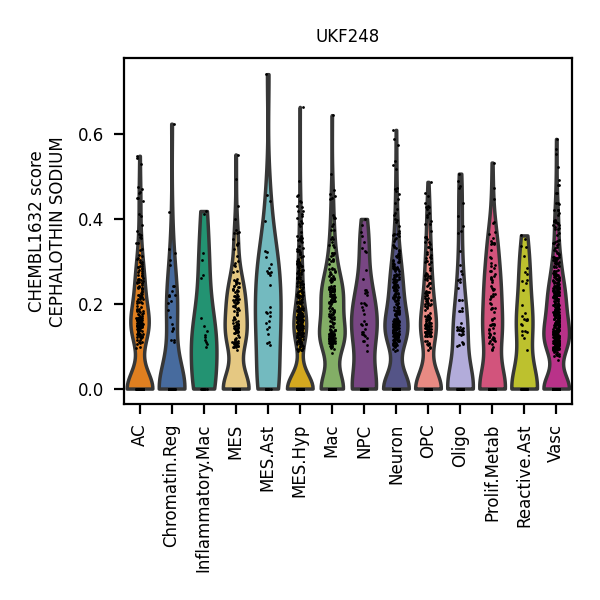 UKF248
CHEMBL1632 score
CEPHALOTHIN SODIUM
0.6
0.4
0.2
0.0
AC
Chromatin.Reg
Inflammatory.Mac
MES
MES.Ast
MES.Hyp
Mac
NPC
Neuron
OPC
Oligo
Prolif.Metab
Reactive.Ast
Vasc